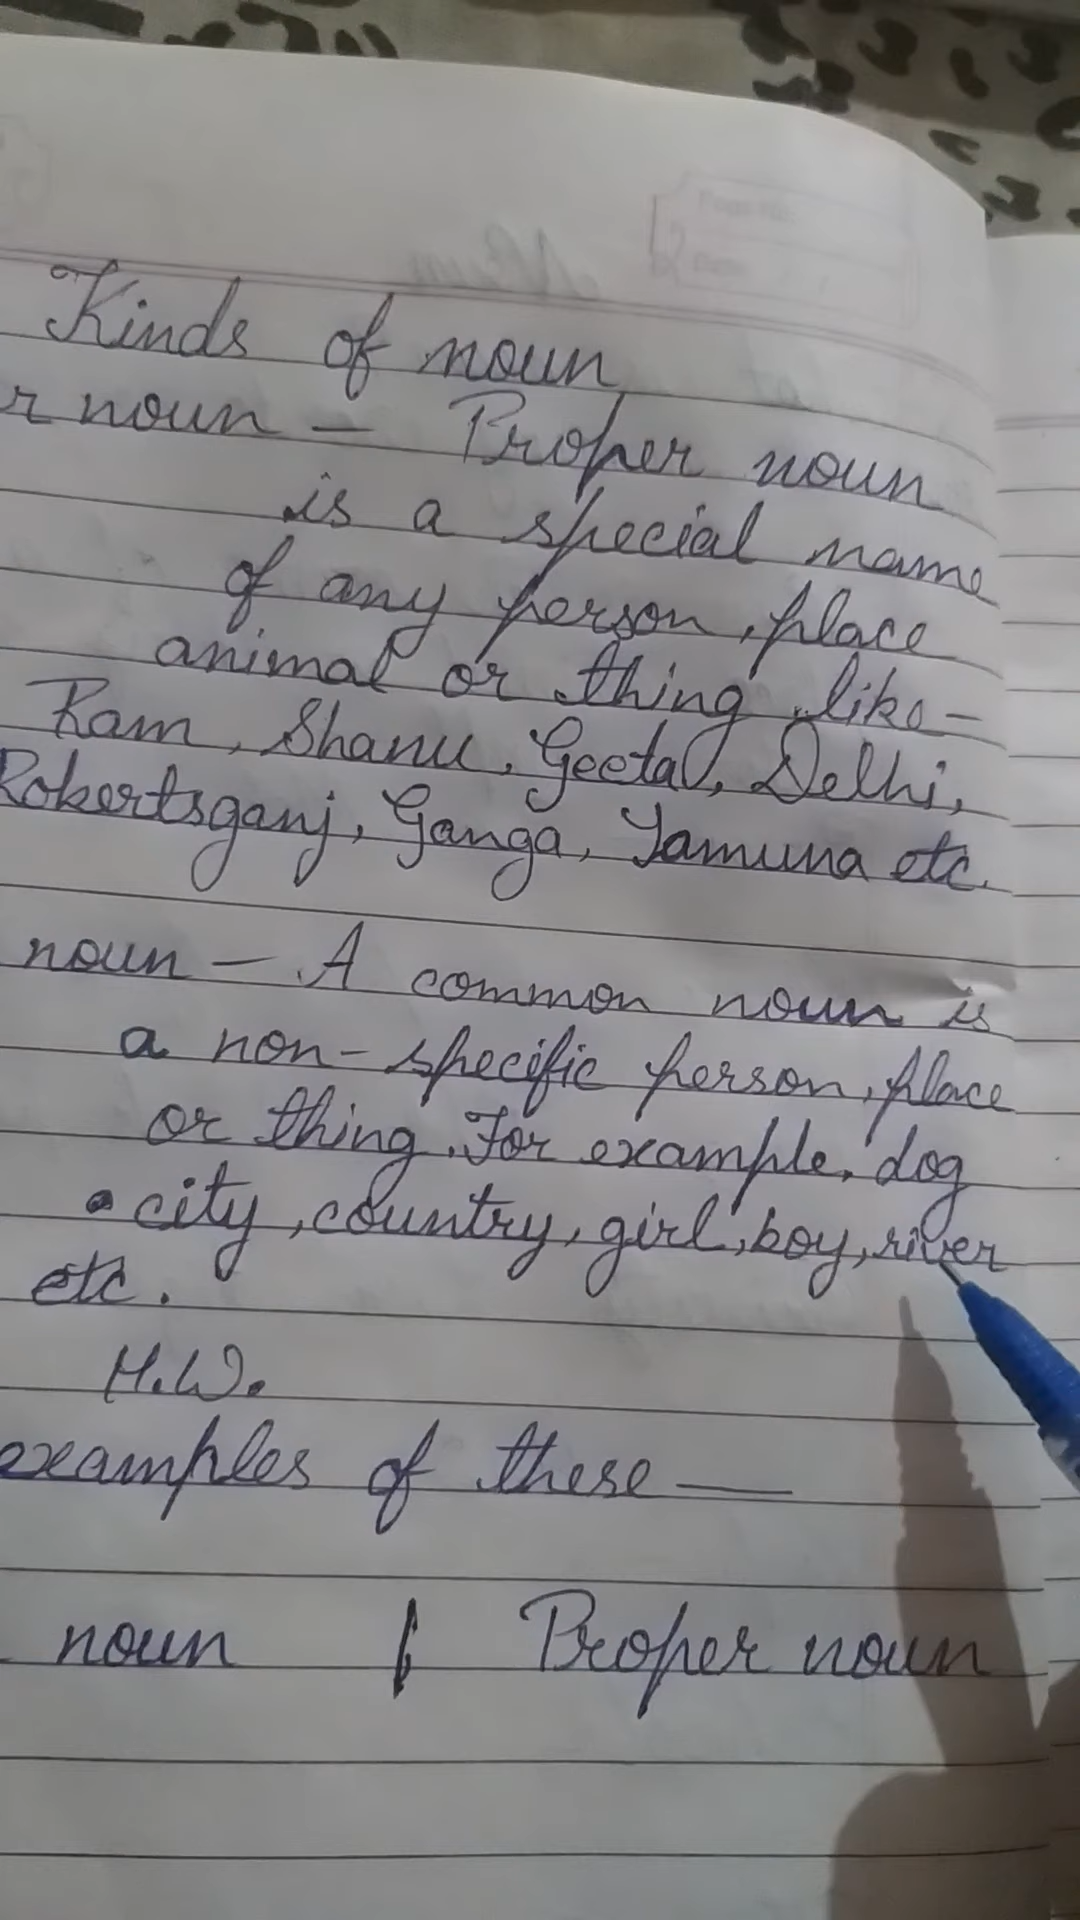 Kinds of noun
r noun - Proper noun
is a special name
of any person, place
animal or thing like-
Ram, Shanu, Geeta, Delhi,
Robertsganj, Ganga, Yamuna etc.
noun - A common noun is
a non-specific person, place
or thing. For example, dog
city, country, girl, boy, river
etc.
H.W.
examples of these —
noun | Proper noun